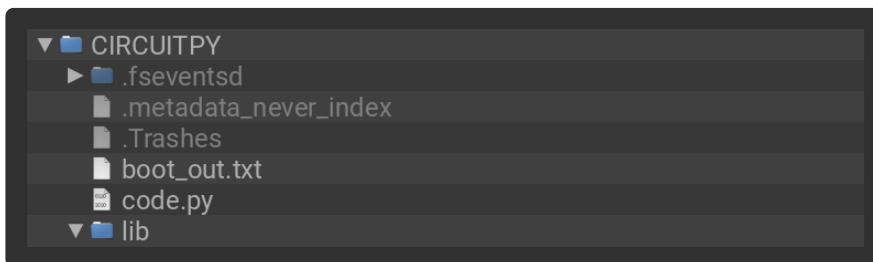 CIRCUITPY
.fseventsd
.metadata_never_index
.Trashes
boot_out.txt
code.py
lib